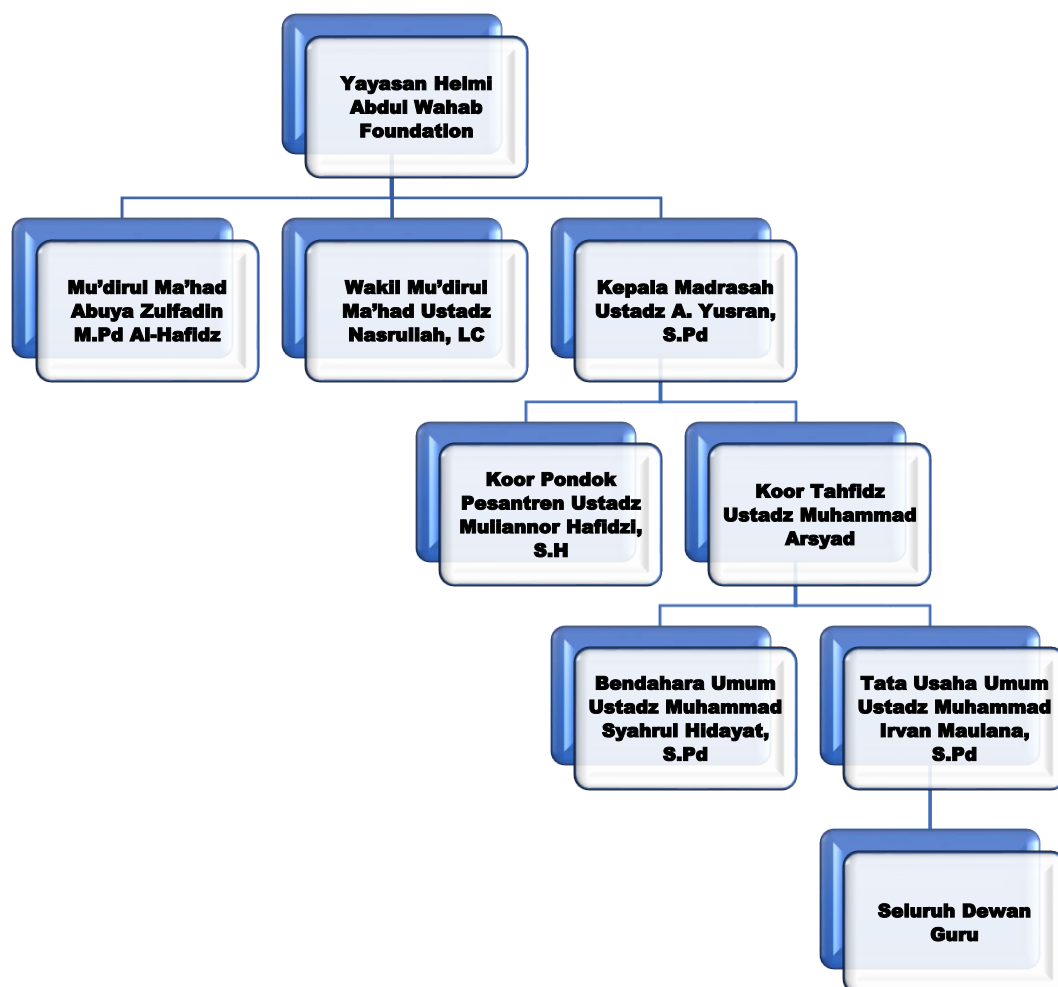 Yayasan Helmi
Abdul Wahab
Foundation
Mu’dirul Ma’had
Abuya Zulfadin
M.Pd Al-Hafidz
Wakil Mu’dirul
Ma’had Ustadz
Nasrullah, LC
Kepala Madrasah
Ustadz A. Yusran,
S.Pd
Koor Pondok
Pesantren Ustadz
Muliannor Hafidzi,
S.H
Koor Tahfidz
Ustadz Muhammad
Arsyad
Bendahara Umum
Ustadz Muhammad
Syahrul Hidayat,
S.Pd
Tata Usaha Umum
Ustadz Muhammad
Irvan Maulana,
S.Pd
Seluruh Dewan
Guru